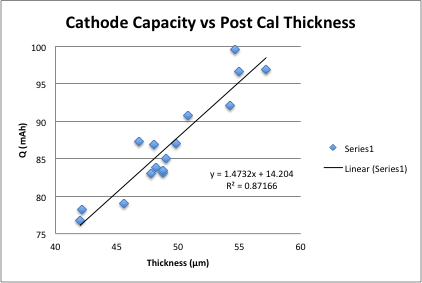 Cathode Capacity vs Post Cal Thickness
100
95
90
85
80
75
Q (mAh)
40 45 50 55 60
Thickness (μm)
y = 1.4732x + 14.204
R² = 0.87166
Series1
Linear (Series1)